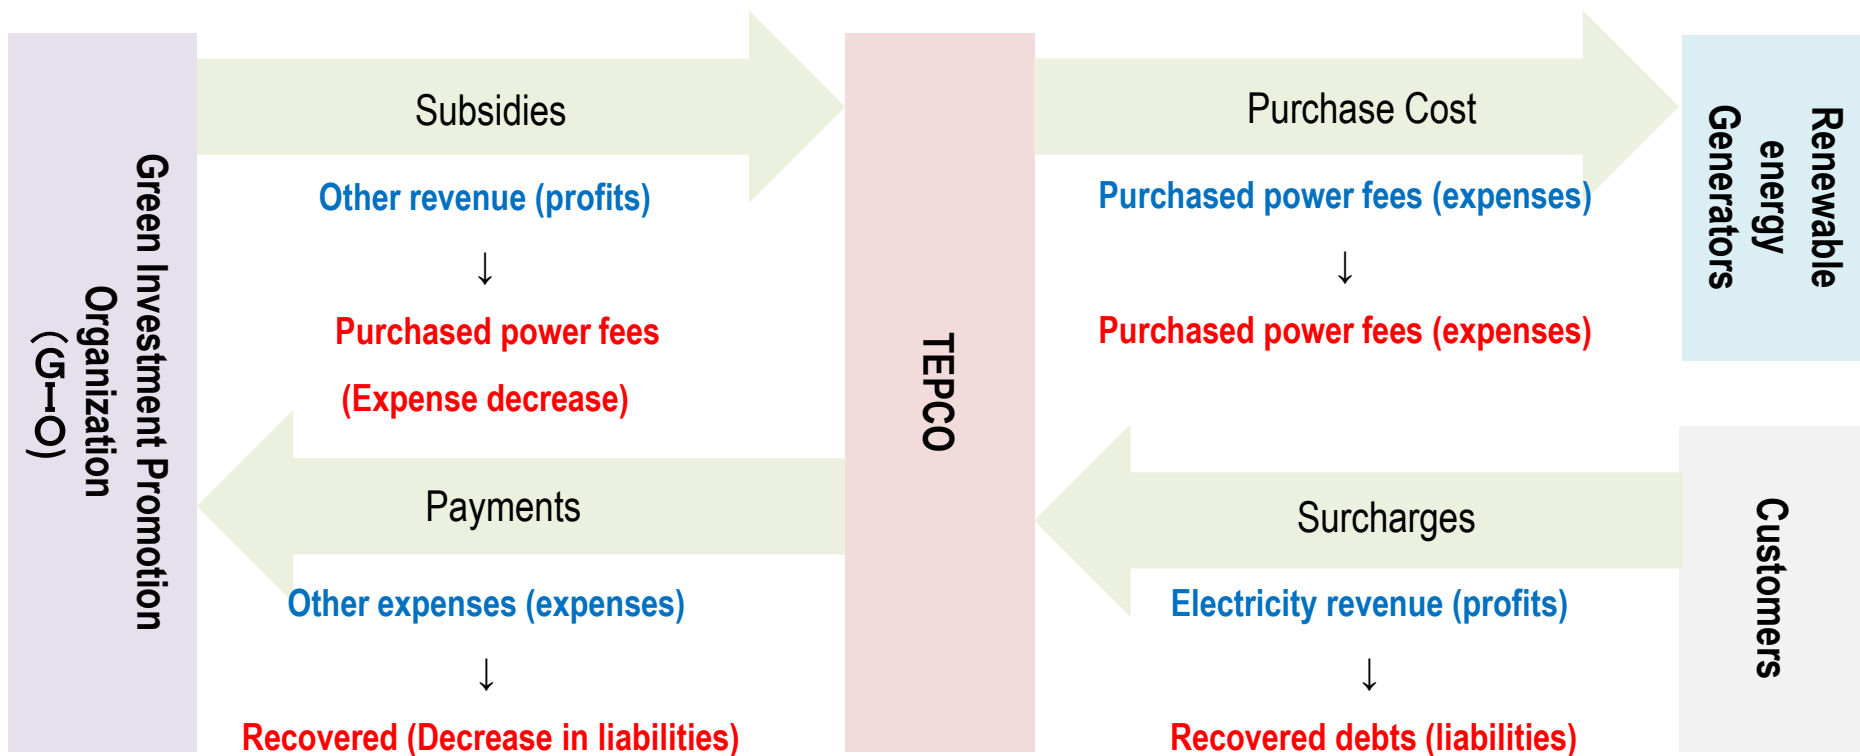 Green Investment Promotion
Organization
(GIO)
Subsidies
Other revenue (profits)
↓
Purchased power fees
(Expense decrease)
Payments
Other expenses (expenses)
↓
Recovered (Decrease in liabilities)
TEPCO
Purchase Cost
Purchased power fees (expenses)
↓
Purchased power fees (expenses)
Surcharges
Electricity revenue (profits)
↓
Recovered debts (liabilities)
Renewable
energy
Generators
Customers